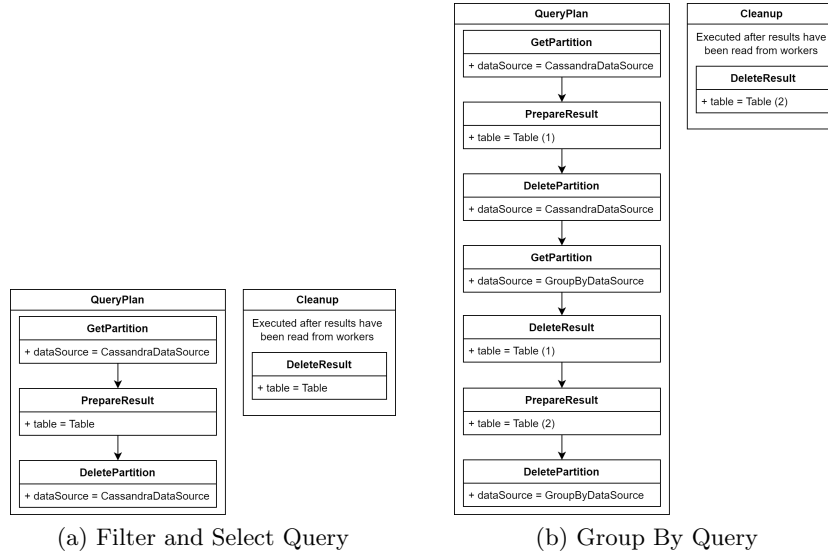 QueryPlan
GetPartition
+ dataSource = CassandraDataSource
PrepareResult
+ table = Table
DeletePartition
+ dataSource = CassandraDataSource
Cleanup
Executed after results have
been read from workers
DeleteResult
+ table = Table
(a) Filter and Select Query
QueryPlan
GetPartition
+ dataSource = CassandraDataSource
PrepareResult
+ table = Table (1)
DeletePartition
+ dataSource = CassandraDataSource
GetPartition
+ dataSource = GroupByDataSource
DeleteResult
+ table = Table (1)
PrepareResult
+ table = Table (2)
DeletePartition
+ dataSource = GroupByDataSource
Cleanup
Executed after results have
been read from workers
DeleteResult
+ table = Table (2)
(b) Group By Query